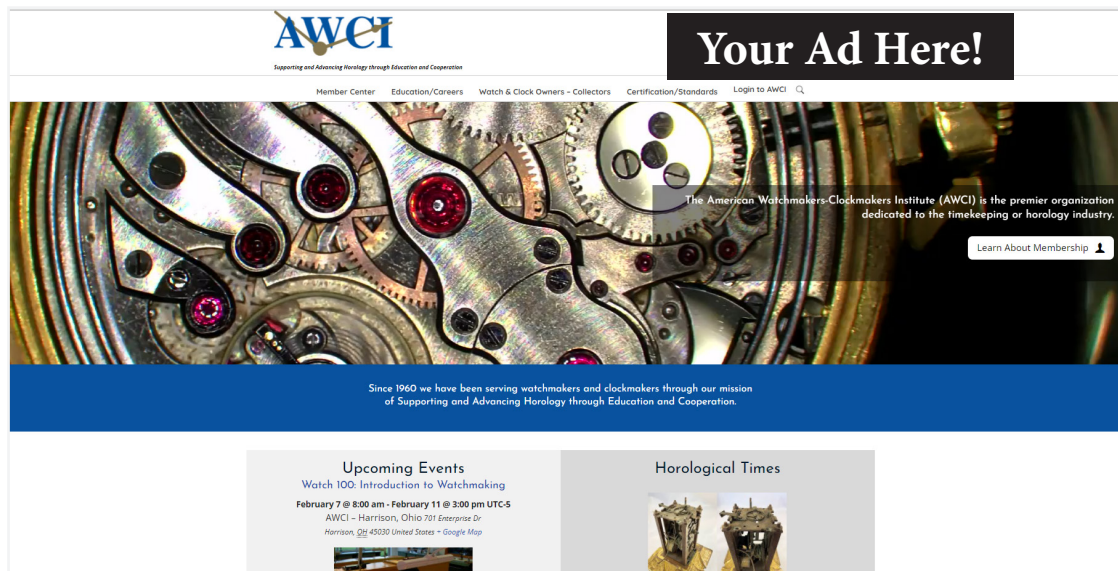 AWCI
Supporting and Advancing Horology through Education and Cooperation
Your Ad Here!
Member Center Education/Careers Watch & Clock Owners – Collectors Certification/Standards Login to AWCI
The American Watchmakers-Clockmakers Institute (AWCI) is the premier organization
dedicated to the timekeeping or horology industry.
Learn About Membership
Since 1960 we have been serving watchmakers and clockmakers through our mission
of Supporting and Advancing Horology through Education and Cooperation.
Upcoming Events
Watch 100: Introduction to Watchmaking
February 7 @ 8:00 am - February 11 @ 3:00 pm UTC-5
AWCI – Harrison, Ohio 701 Enterprise Dr
Harrison, OH 45030 United States + Google Map
Horological Times